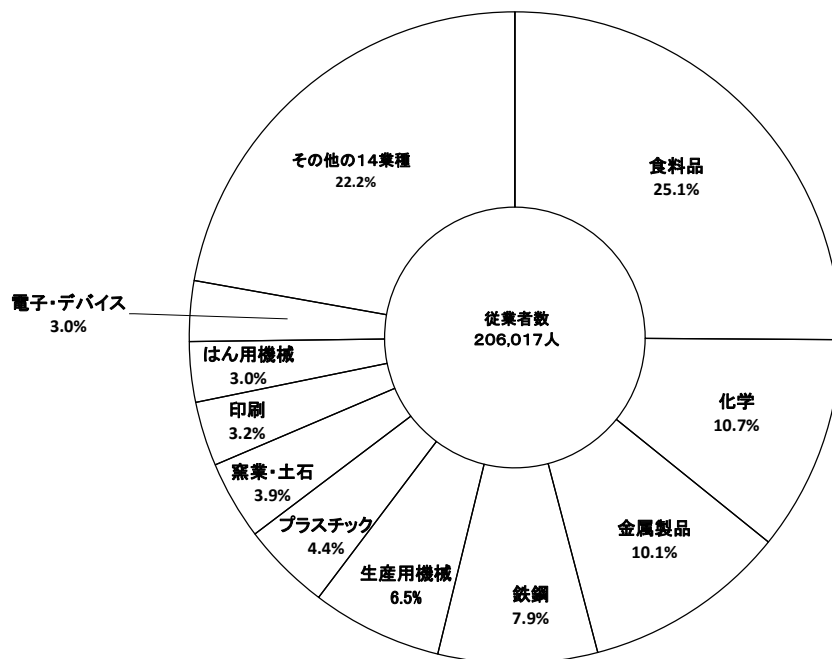 食料品
25.1%
化学
10.7%
金属製品
10.1%
鉄鋼
7.9%
生産用機械
6.5%
プラスチック
4.4%
窯業・土石
3.9%
印刷
3.2%
はん用機械
3.0%
電子・デバイス
3.0%
その他の14業種
22.2%
従業者数
206,017人